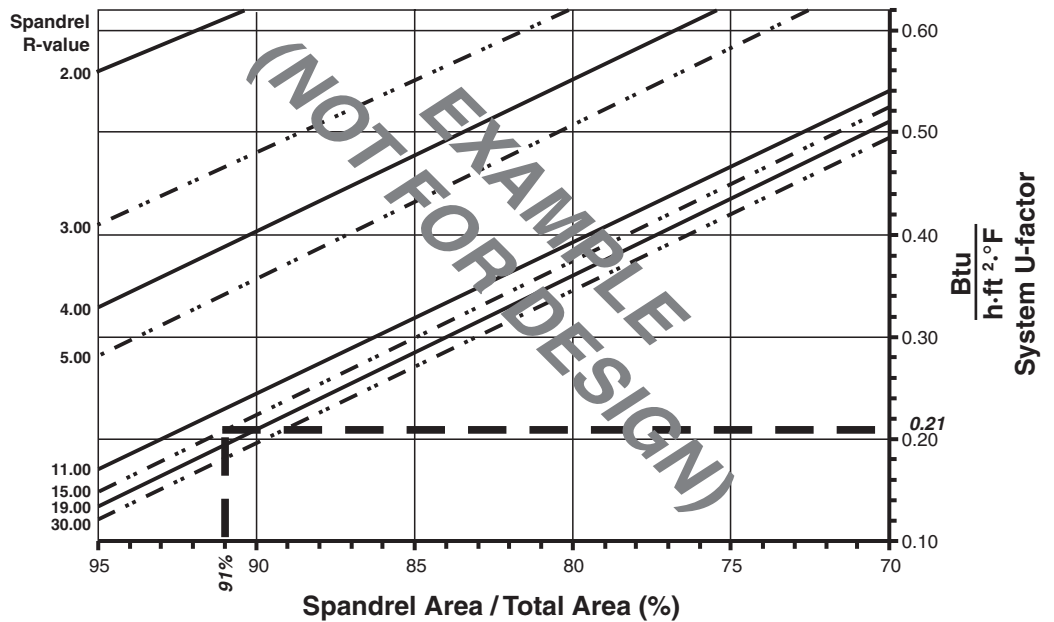 Spandrel
R-value
2.00
3.00
4.00
5.00
11.00
15.00
19.00
30.00
(NOT FOR DESIGN)
EXAMPLE
0.60
0.50
0.40
0.30
0.21
0.20
0.10
Btu
h·ft ²·°F
System U-factor
95
91%
90
85
80
75
70
Spandrel Area / Total Area (%)